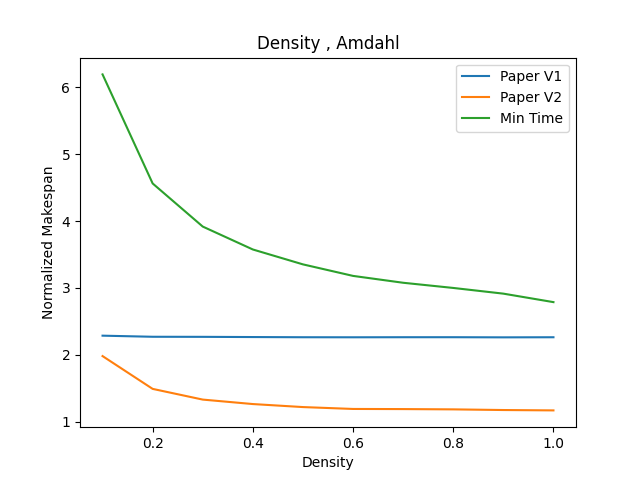 Density , Amdahl
Paper V1
Paper V2
Min Time
Normalized Makespan
6
5
4
3
2
1
0.2 0.4 0.6 0.8 1.0
Density